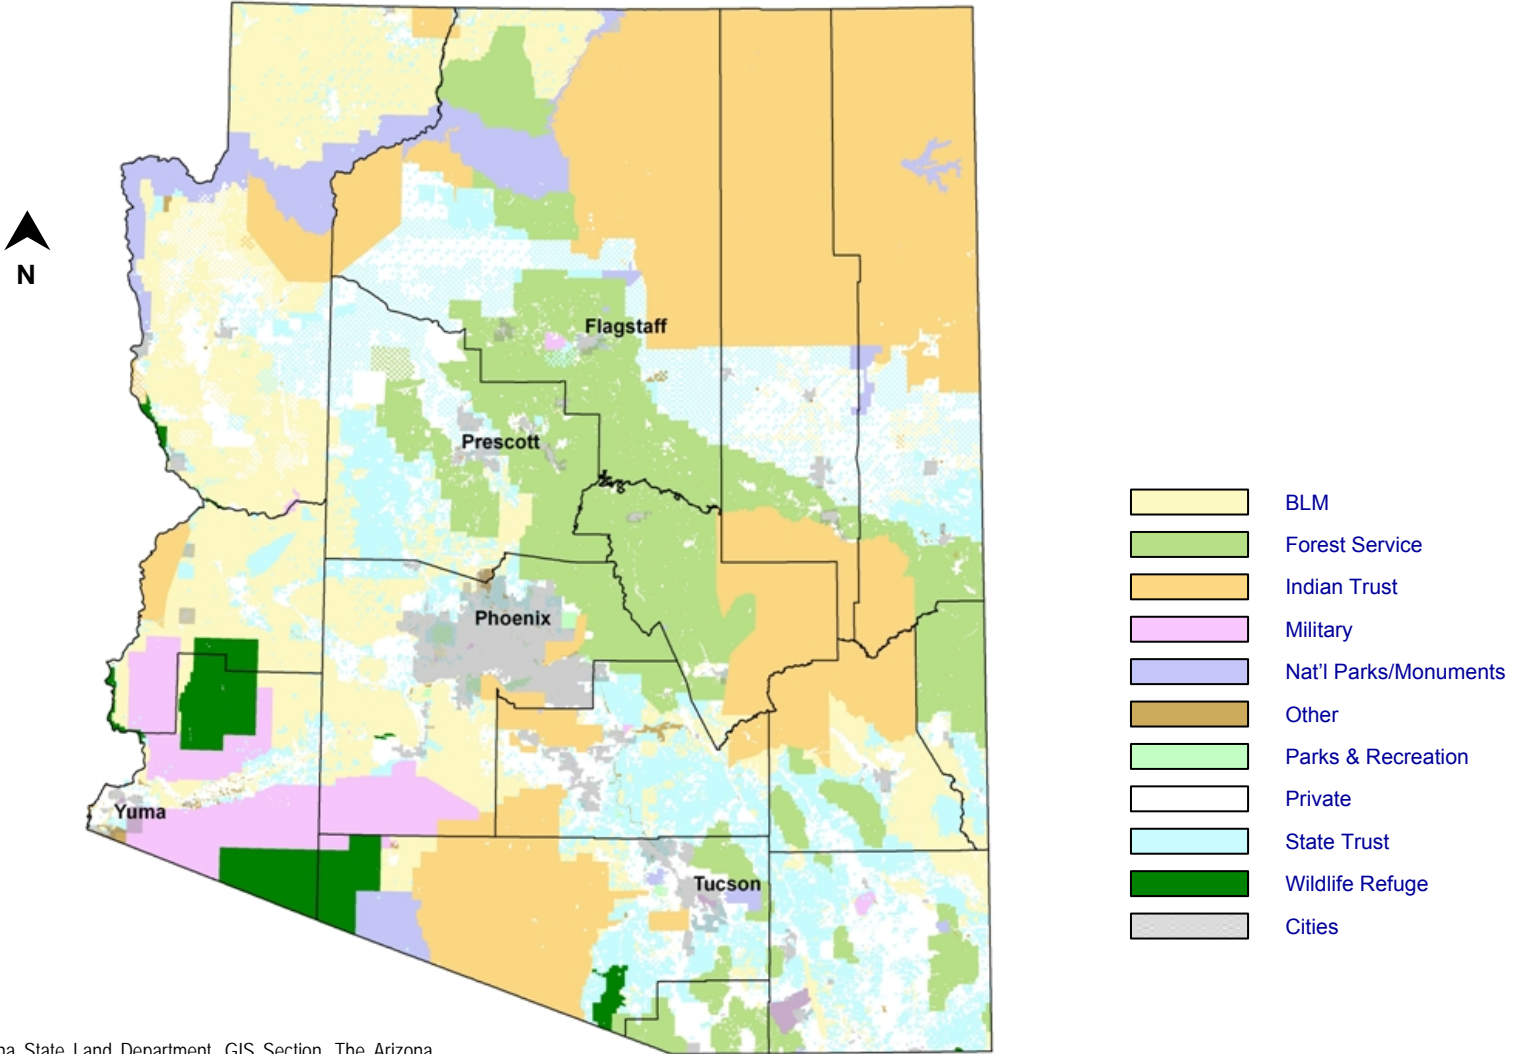 N
Flagstaff
Prescott
Phoenix
Yuma
Tucson
BLM
Forest Service
Indian Trust
Military
Nat'l Parks/Monuments
Other
Parks & Recreation
Private
State Trust
Wildlife Refuge
Cities
State Land Department, GIS Section, The Arizona